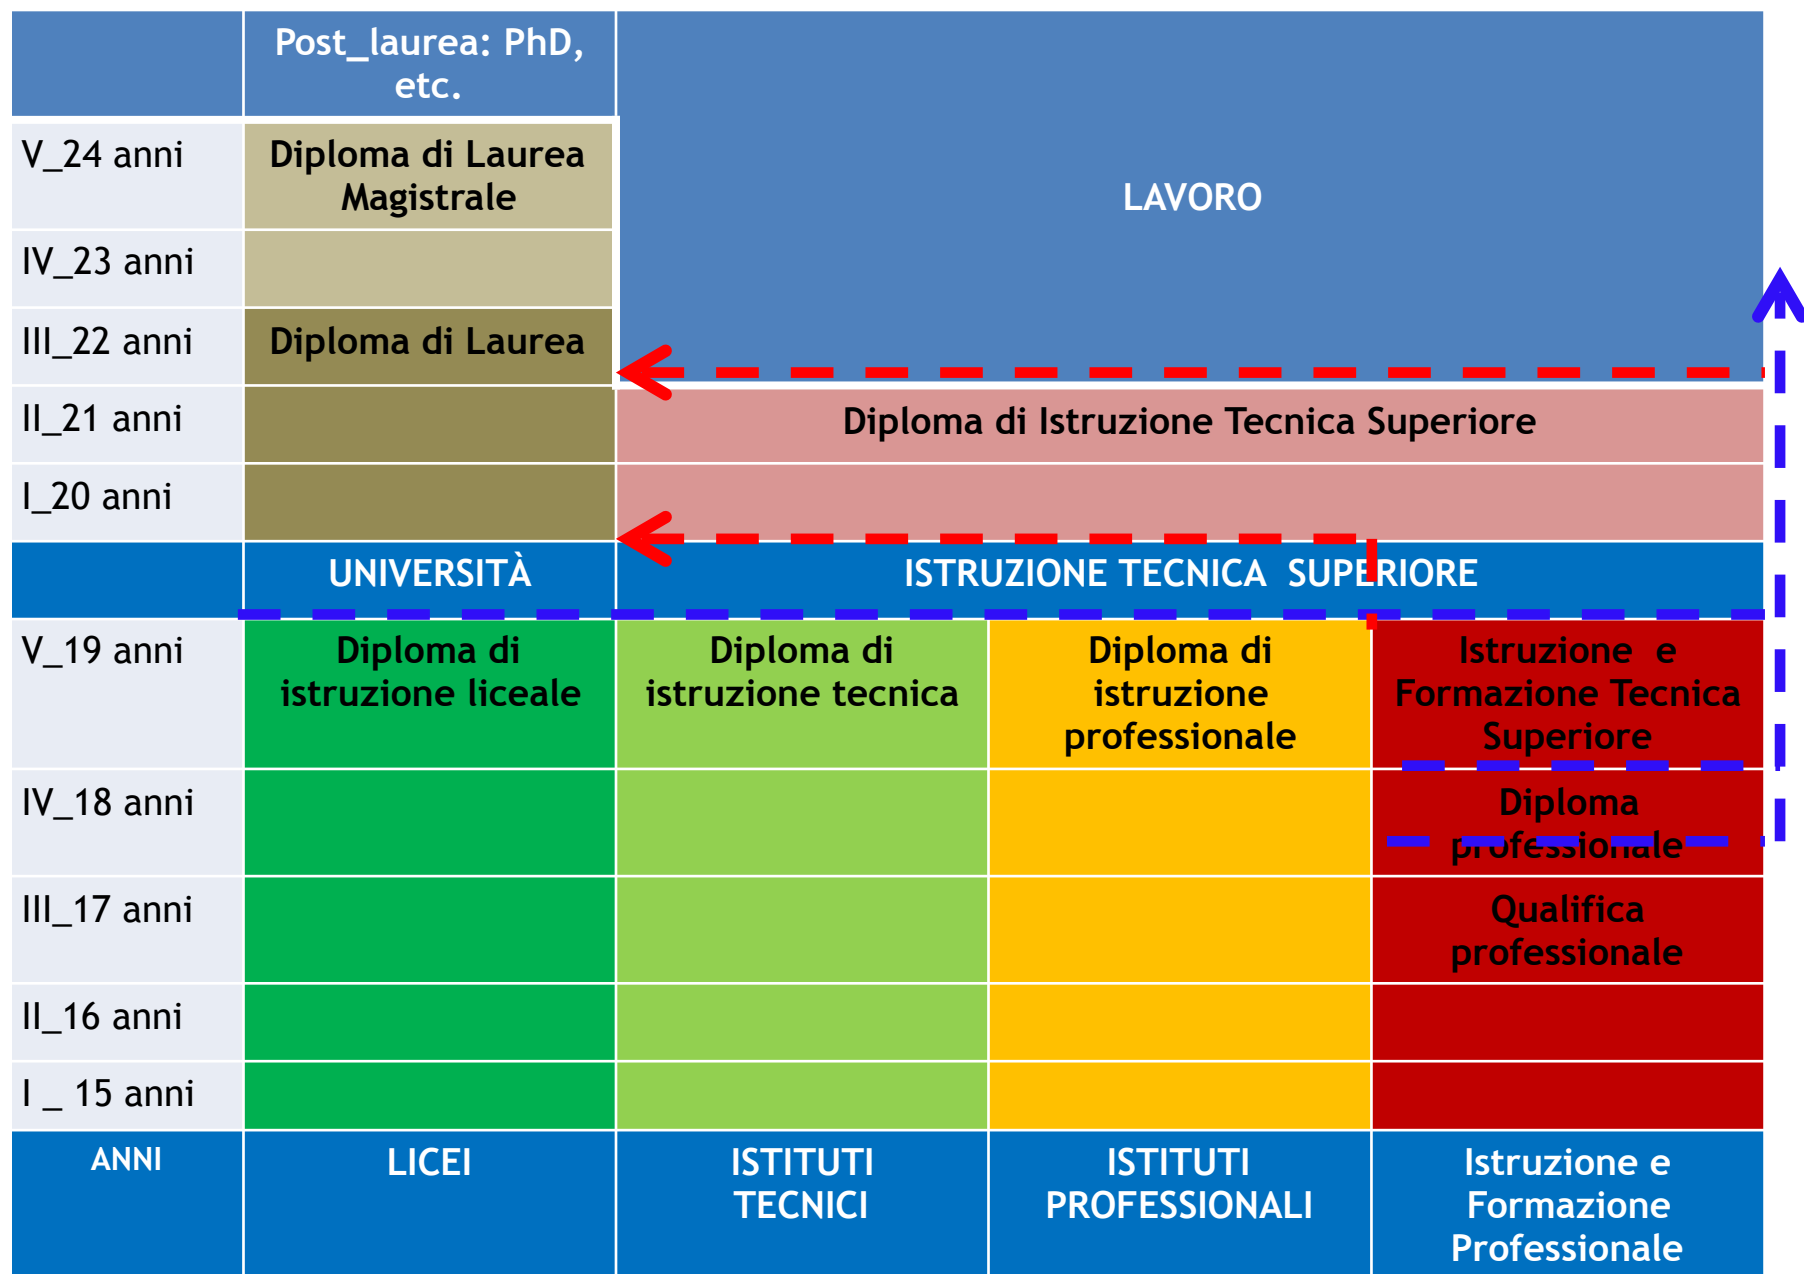 Post_laurea: PhD,
etc.
V_24 anni
Diploma di Laurea
Magistrale
LAVORO
IV_23 anni
III_22 anni
Diploma di Laurea
II_21 anni
Diploma di Istruzione Tecnica Superiore
I_20 anni
UNIVERSITÀ
ISTRUZIONE TECNICA SUPERIORE
V_19 anni
Diploma di
istruzione liceale
Diploma di
istruzione tecnica
Diploma di
istruzione
professionale
Istruzione e
Formazione Tecnica
Superiore
IV_18 anni
Diploma
professionale
III_17 anni
Qualifica
professionale
II_16 anni
I _ 15 anni
ANNI
LICEI
ISTITUTI
TECNICI
ISTITUTI
PROFESSIONALI
Istruzione e
Formazione
Professionale